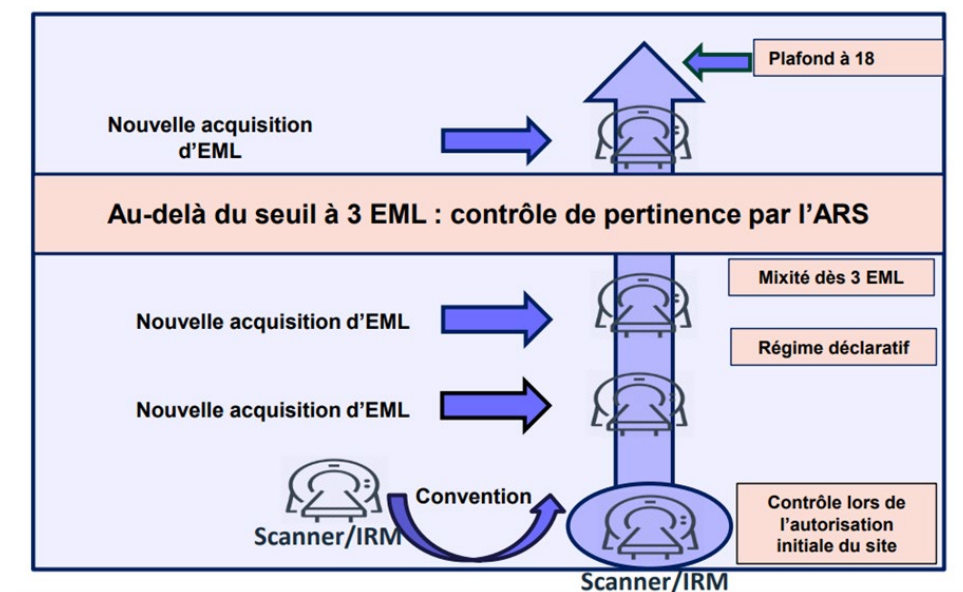 Plafond à 18
Nouvelle acquisition
d’EML
Au-delà du seuil à 3 EML : contrôle de pertinence par l’ARS
Mixité dès 3 EML
Nouvelle acquisition d’EML
Régime déclaratif
Nouvelle acquisition d’EML
Convention
Scanner/IRM
Contrôle lors de
l’autorisation
initiale du site
Scanner/IRM